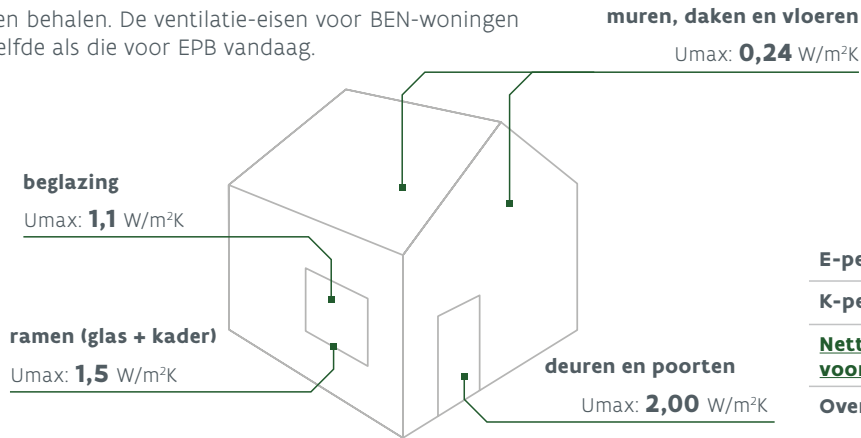 en behalen. De ventilatie-eisen voor BEN-woningen
elfde als die voor EPB vandaag.
muren, daken en vloeren
Umax: 0,24 W/m²K
beglazing
Umax: 1,1 W/m²K
ramen (glas + kader)
Umax: 1,5 W/m²K
deuren en poorten
Umax: 2,00 W/m²K
E-pe
K-pe
Nett
voor
Over